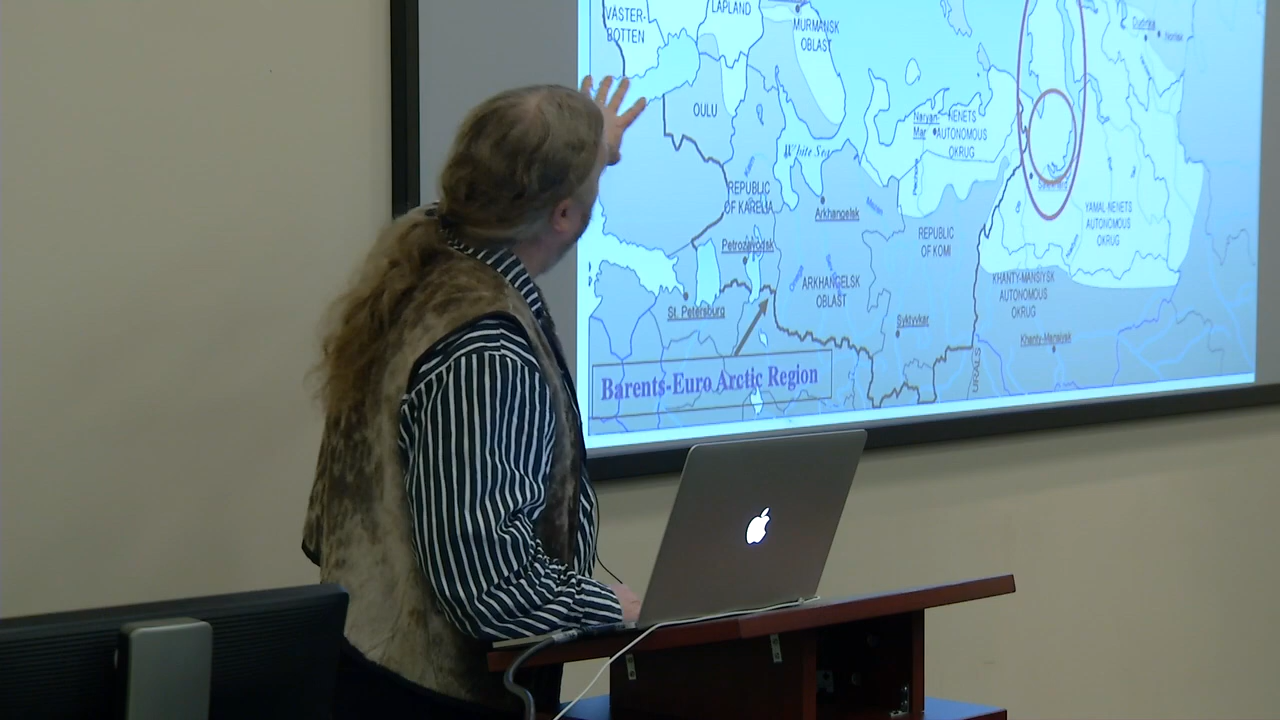 VÄSTER-
BOTTEN
LAPLAND
MURMANSK
OBLAST
Dudinka
OULU
Naryan-
Mar
NENETS
AUTONOMOUS
OKRUG
White Sea
REPUBLIC
OF KARELIA
Arkhangelsk
YAMAL-NENETS
AUTONOMOUS
OKRUG
Petrozavodsk
REPUBLIC
OF KOMI
ARKHANGELSK
OBLAST
KHANTY-MANSIYSK
AUTONOMOUS
OKRUG
St. Petersburg
Syktyvkar
Khanty-Mansiysk
URALS
Barents-Euro Arctic Region